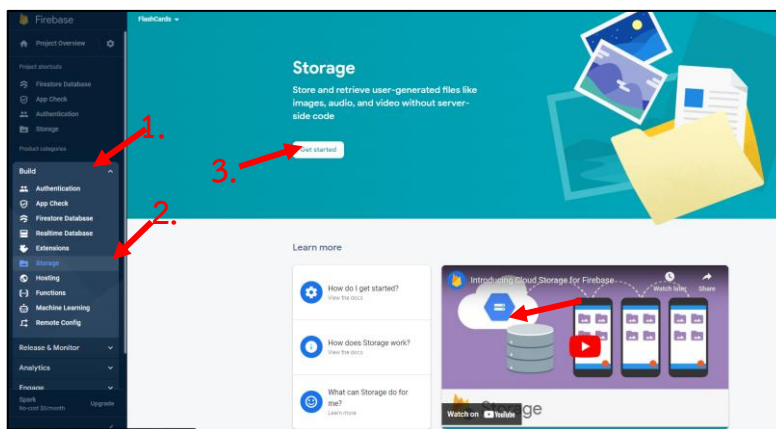 Firebase
Project Overview
Project shortcuts
Firestore Database
App Check
Authentication
Storage
Product categories
1.
Build
Authentication
App Check
Firestore Database
2.
Realtime Database
Extensions
Storage
Hosting
Functions
Machine Learning
Remote Config
Release & Monitor
Analytics
Engage
Spark
No-cost $0/month
Upgrade
FlashCards
Storage
Store and retrieve user-generated files like
images, audio, and video without server-
side code
3.
Get started
Learn more
How do I get started?
View the docs
How does Storage work?
View the docs
What can Storage do for
me?
Learn more
Introducing Cloud Storage for Firebase
Watch later
Share
Storage
Watch on YouTube